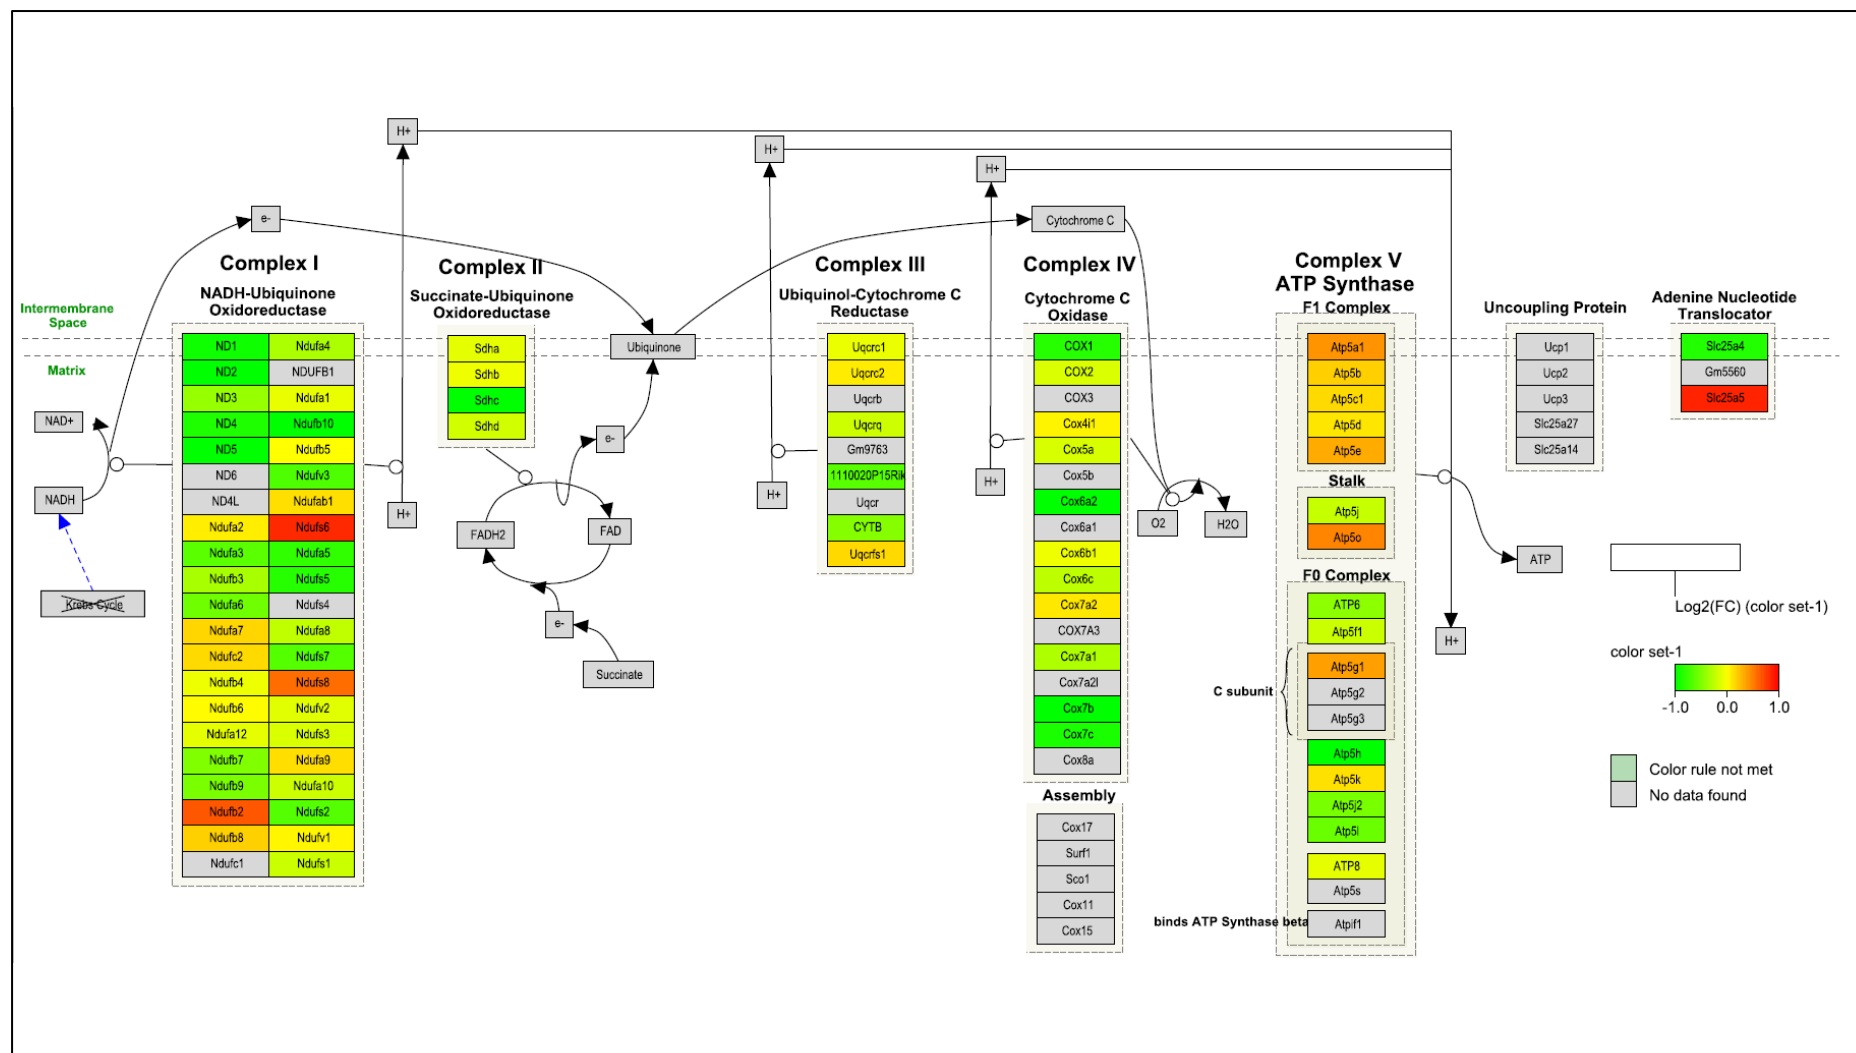 H+
H+
H+
e-
Cytochrome C
Complex I
NADH-Ubiquinone
Oxidoreductase
Complex II
Succinate-Ubiquinone
Oxidoreductase
Complex III
Ubiquinol-Cytochrome C
Reductase
Complex IV
Cytochrome C
Oxidase
Complex V
ATP Synthase
F1 Complex
Uncoupling Protein
Adenine Nucleotide
Translocator
Intermembrane
Space
Matrix
NAD+
NADH
Krebs Cycle
ND1 Ndufa4
ND2 NDUFB1
ND3 Ndufa1
ND4 Ndufb10
ND5 Ndufb5
ND6 Ndufv3
ND4L Ndufab1
Ndufa2 Ndufs6
Ndufa3 Ndufa5
Ndufb3 Ndufs5
Ndufa6 Ndufs4
Ndufa7 Ndufa8
Ndufc2 Ndufs7
Ndufb4 Ndufs8
Ndufb6 Ndufv2
Ndufa12 Ndufs3
Ndufb7 Ndufa9
Ndufb9 Ndufa10
Ndufb2 Ndufs2
Ndufb8 Ndufv1
Ndufc1 Ndufs1
H+
Sdha
Sdhb
Sdhc
Sdhd
Ubiquinone
e-
FADH2
FAD
e-
Succinate
Uqcrc1
Uqcrc2
Uqcrb
Uqcrq
Gm9763
1110020P15Rik
Uqcr
CYTB
Uqcrfs1
H+
H+
COX1
COX2
COX3
Cox4i1
Cox5a
Cox5b
Cox6a2
Cox6a1
Cox6b1
Cox6c
Cox7a2
COX7A3
Cox7a1
Cox7a2l
Cox7b
Cox7c
Cox8a
Assembly
Cox17
Surf1
Sco1
Cox11
Cox15
O2
H2O
Atp5a1
Atp5b
Atp5c1
Atp5d
Atp5e
Stalk
Atp5j
Atp5o
F0 Complex
ATP6
Atp5f1
C subunit
Atp5g1
Atp5g2
Atp5g3
Atp5h
Atp5k
Atp5j2
Atp5l
ATP8
Atp5s
binds ATP Synthase beta
Atpif1
H+
ATP
Ucp1
Ucp2
Ucp3
Slc25a27
Slc25a14
Slc25a4
Gm5560
Slc25a5
Log2(FC) (color set-1)
color set-1
-1.0 0.0 1.0
Color rule not met
No data found